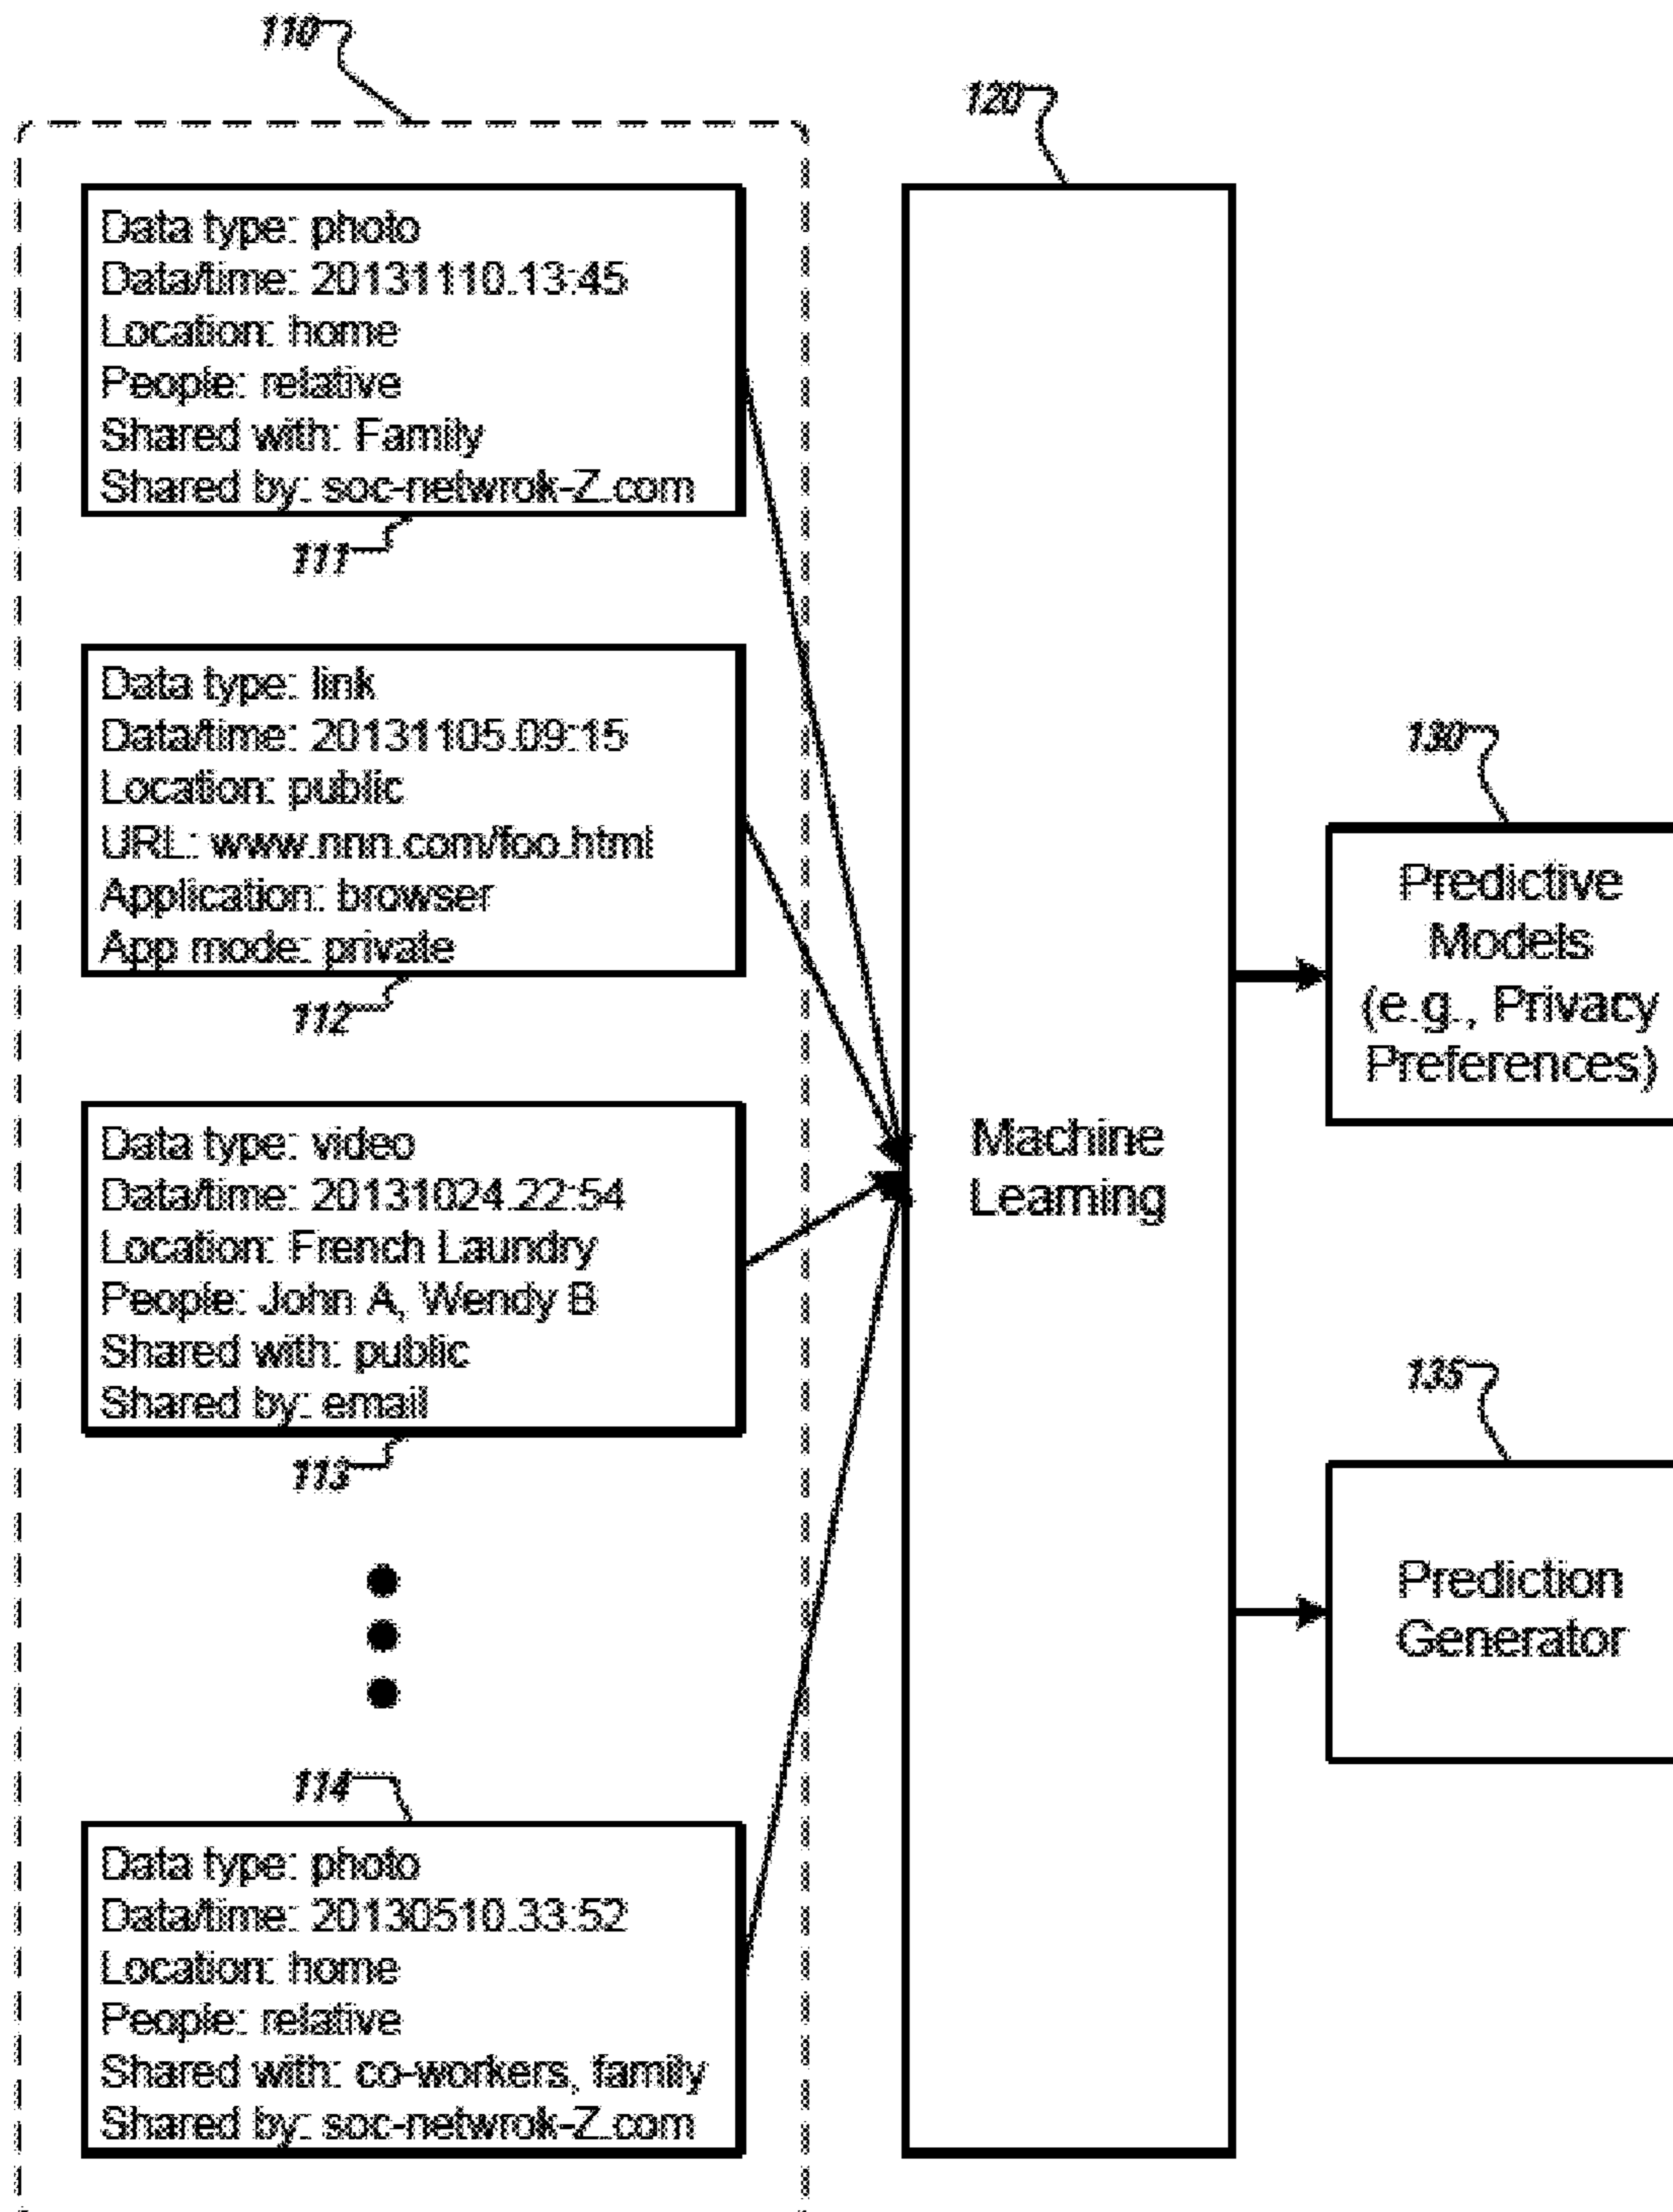 110
120
Data type: photo
Data/time: 20131110.13:45
Location: home
People: relative
Shared with: Family
Shared by: soc-netwrok-Z.com
111
Data type: link
Data/time: 20131105.09:15
Location: public
URL: www.nnn.com/foo.html
Application: browser
App mode: private
112
Data type: video
Data/time: 20131024.22:54
Location: French Laundry
People: John A, Wendy B
Shared with: public
Shared by: email
113
114
Data type: photo
Data/time: 20130510.33:52
Location: home
People: relative
Shared with: co-workers, family
Shared by: soc-netwrok-Z.com
Machine
Learning
130
Predictive
Models
(e.g., Privacy
Preferences)
135
Prediction
Generator